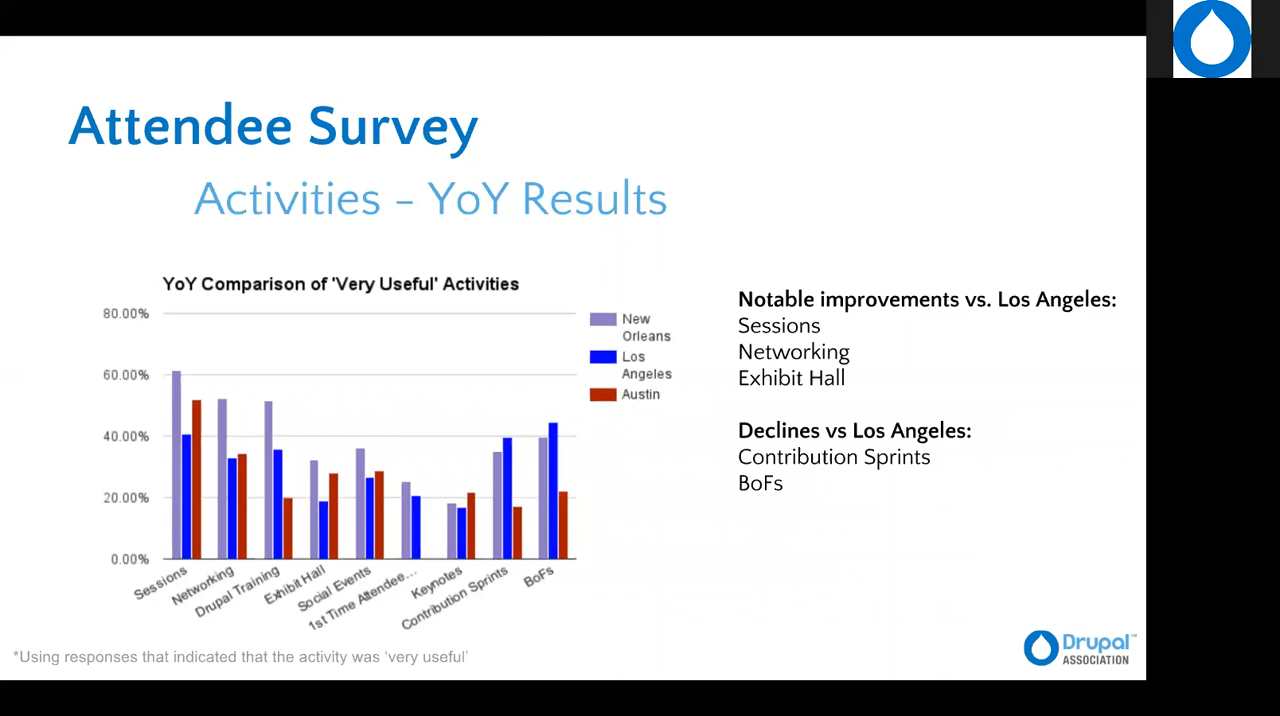 Attendee Survey
Activities – YoY Results
YoY Comparison of 'Very Useful' Activities
80.00%
60.00%
40.00%
20.00%
0.00%
Sessions
Networking
Drupal Training
Exhibit Hall
Social Events
1st Time Attendee...
Keynotes
Contribution Sprints
BoFs
New
Orleans
Los
Angeles
Austin
Notable improvements vs. Los Angeles:
Sessions
Networking
Exhibit Hall
Declines vs Los Angeles:
Contribution Sprints
BoFs
*Using responses that indicated that the activity was 'very useful'
Drupal™
ASSOCIATION